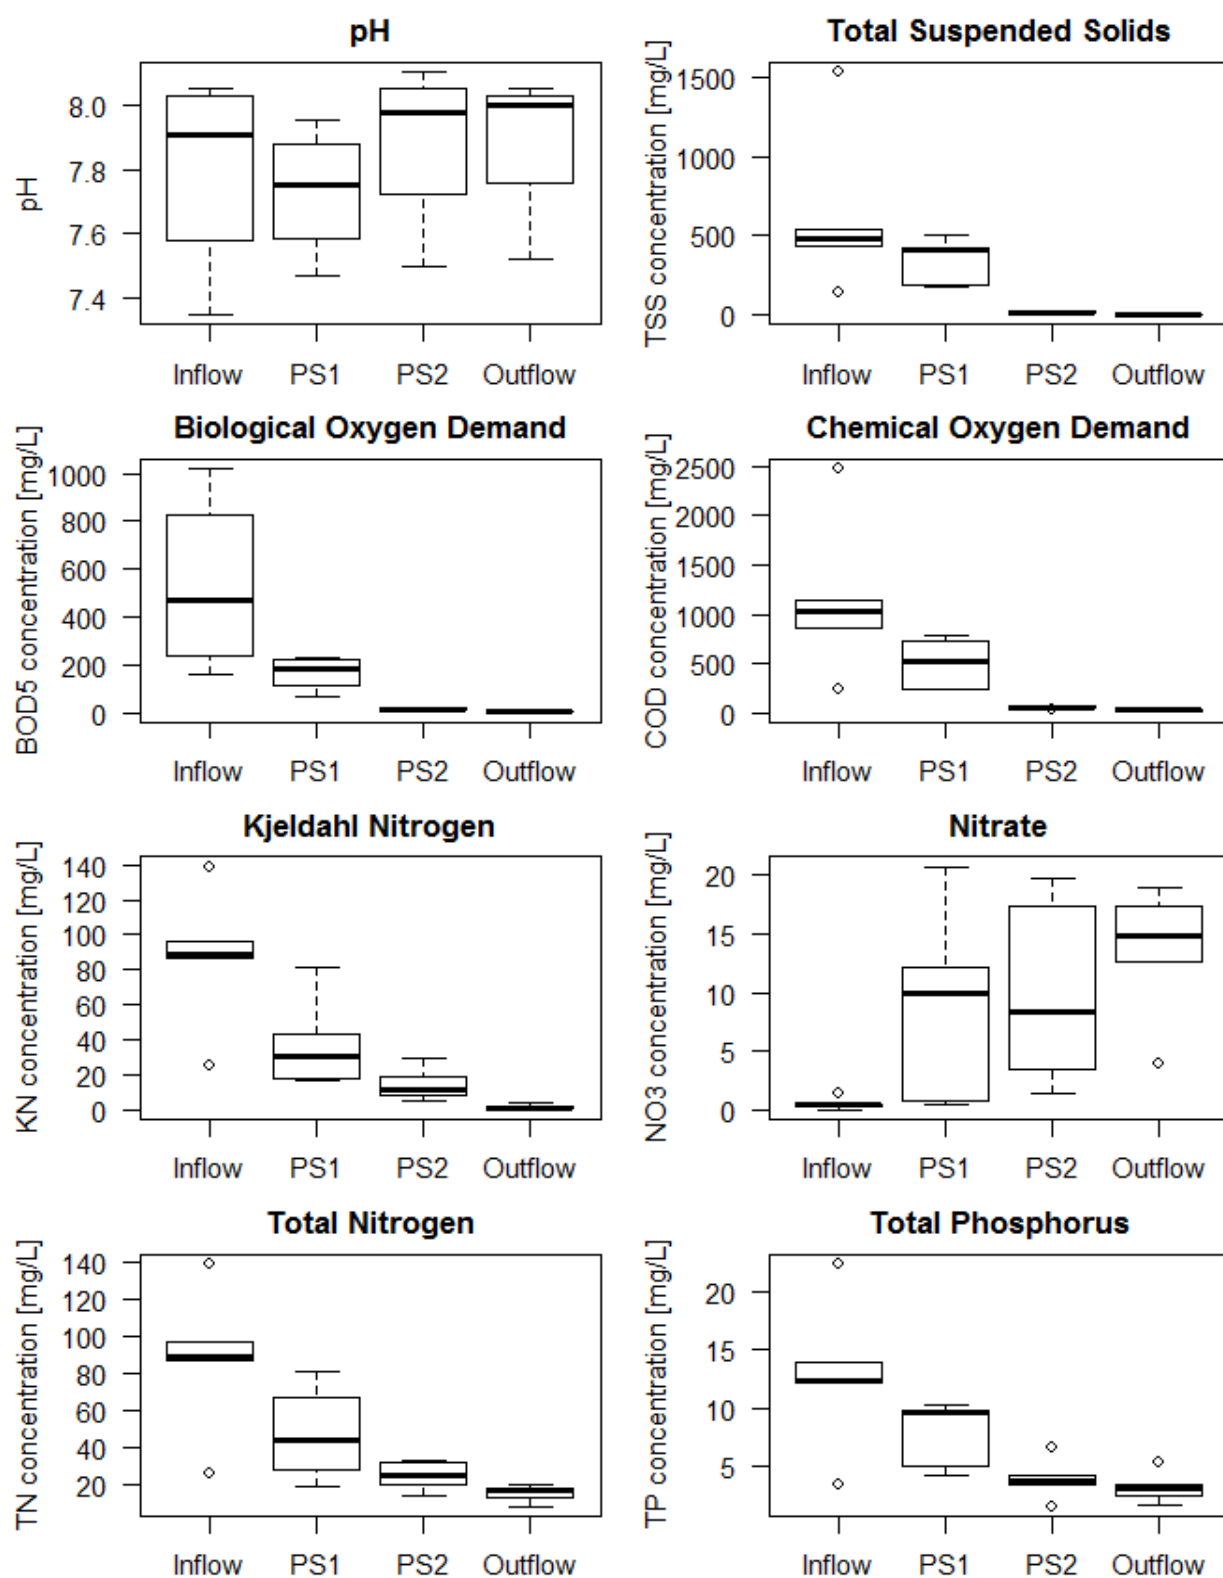 pH
pH
8.0
7.8
7.6
7.4
Inflow PS1 PS2 Outflow
Total Suspended Solids
TSS concentration [mg/L]
1500
1000
500
0
Inflow PS1 PS2 Outflow
Biological Oxygen Demand
BOD5 concentration [mg/L]
1000
800
600
400
200
0
Inflow PS1 PS2 Outflow
Chemical Oxygen Demand
COD concentration [mg/L]
2500
2000
1500
1000
500
0
Inflow PS1 PS2 Outflow
Kjeldahl Nitrogen
KN concentration [mg/L]
140
120
100
80
60
40
20
0
Inflow PS1 PS2 Outflow
Nitrate
NO3 concentration [mg/L]
20
15
10
5
0
Inflow PS1 PS2 Outflow
Total Nitrogen
TN concentration [mg/L]
140
120
100
80
60
40
20
Inflow PS1 PS2 Outflow
Total Phosphorus
TP concentration [mg/L]
20
15
10
5
Inflow PS1 PS2 Outflow